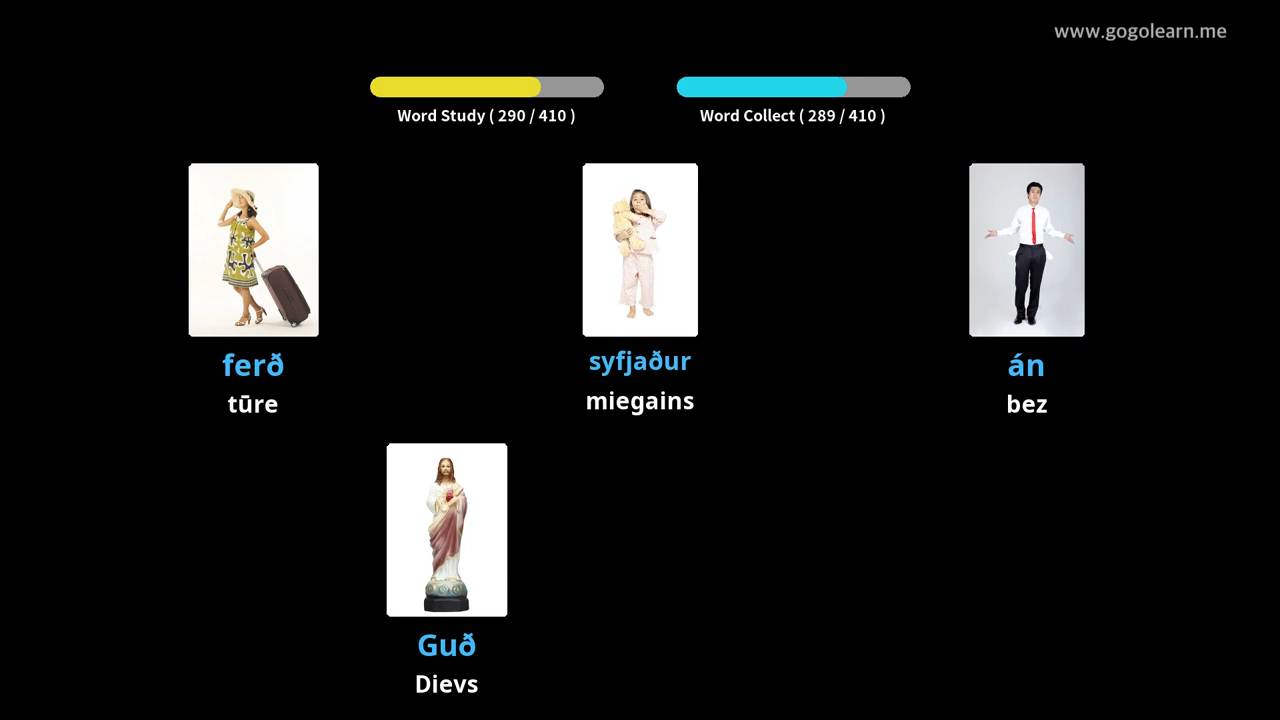 www.gogolearn.me
Word Study ( 290 / 410 )
Word Collect ( 289 / 410 )
ferð
tūre
syfjaður
miegains
án
bez
Guð
Dievs